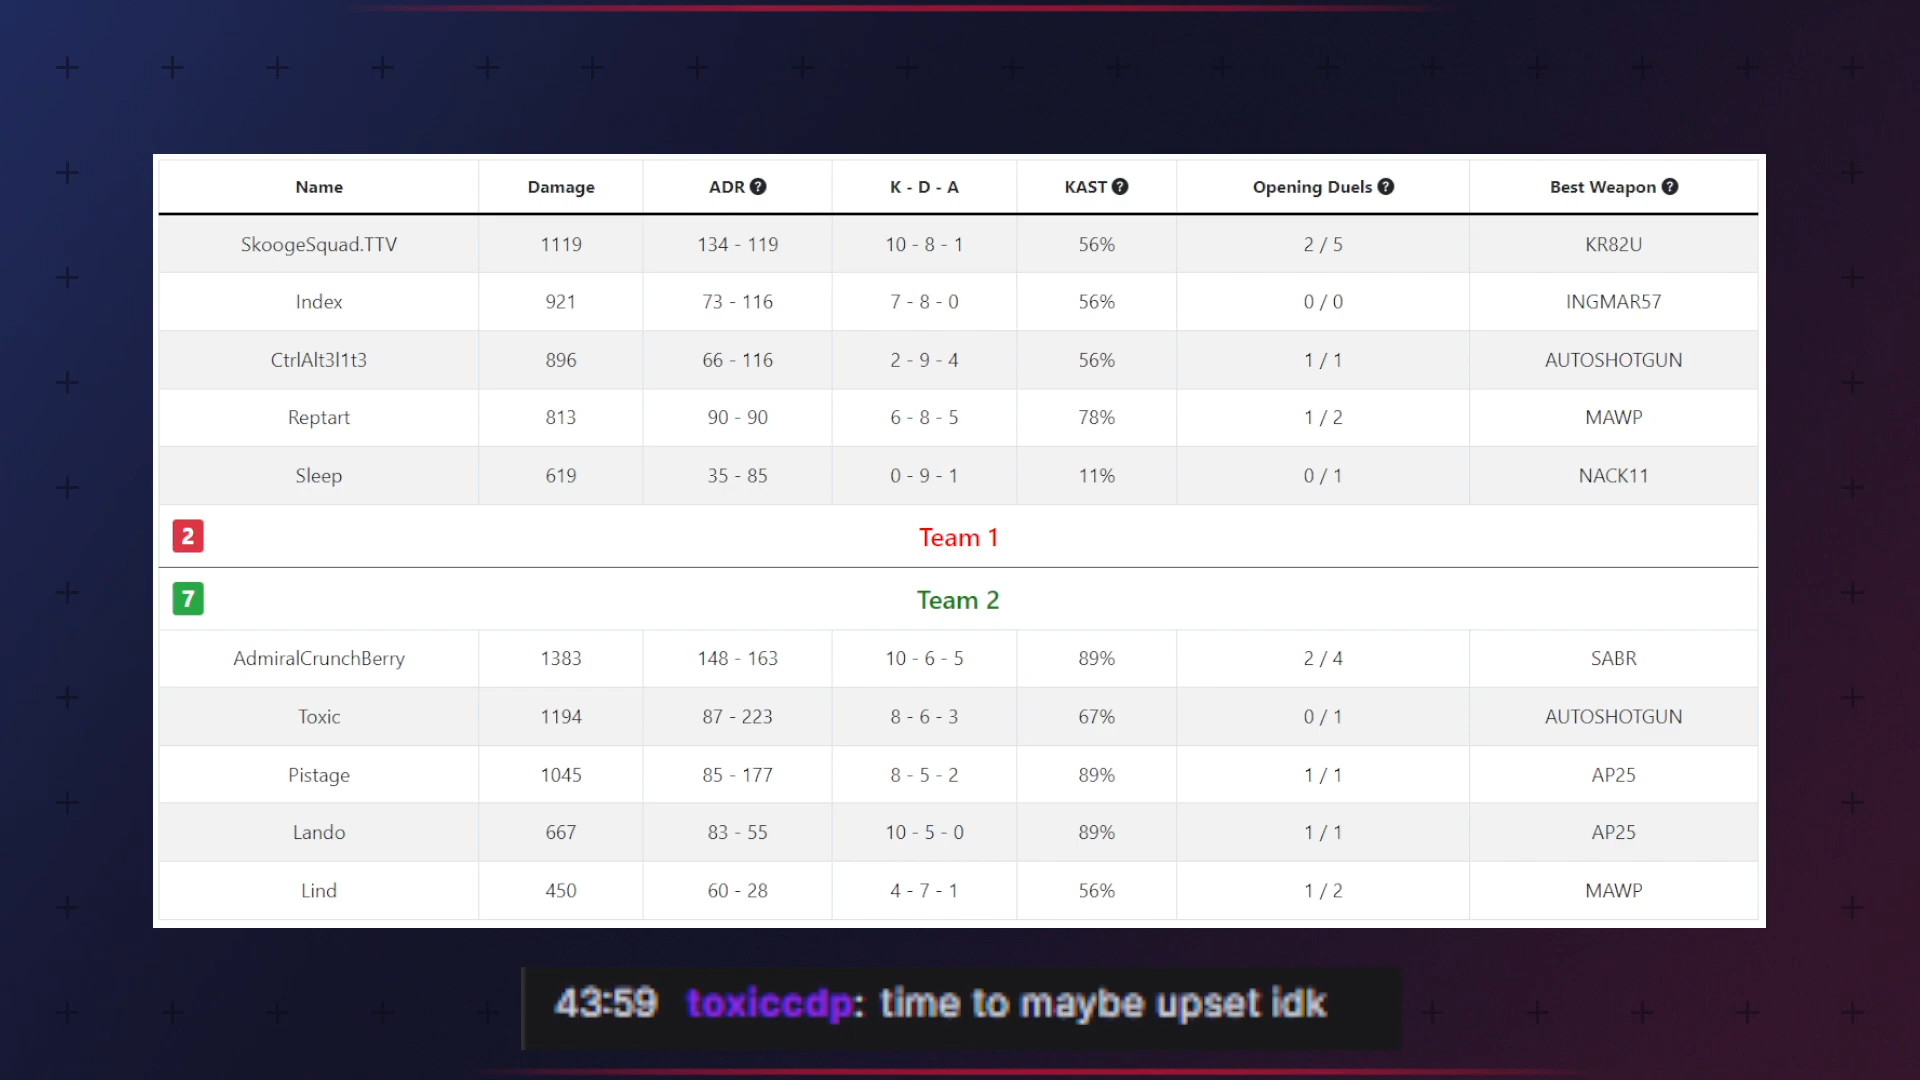 Name Damage ADR ? K - D - A KAST ? Opening Duels ? Best Weapon ?
SkoogeSquad.TTV 1119 134 - 119 10 - 8 - 1 56% 2 / 5 KR82U
Index 921 73 - 116 7 - 8 - 0 56% 0 / 0 INGMAR57
CtrlAlt3l1t3 896 66 - 116 2 - 9 - 4 56% 1 / 1 AUTOSHOTGUN
Reptart 813 90 - 90 6 - 8 - 5 78% 1 / 2 MAWP
Sleep 619 35 - 85 0 - 9 - 1 11% 0 / 1 NACK11
2 Team 1
7 Team 2
AdmiralCrunchBerry 1383 148 - 163 10 - 6 - 5 89% 2 / 4 SABR
Toxic 1194 87 - 223 8 - 6 - 3 67% 0 / 1 AUTOSHOTGUN
Pistage 1045 85 - 177 8 - 5 - 2 89% 1 / 1 AP25
Lando 667 83 - 55 10 - 5 - 0 89% 1 / 1 AP25
Lind 450 60 - 28 4 - 7 - 1 56% 1 / 2 MAWP
43:59 toxiccdp: time to maybe upset idk